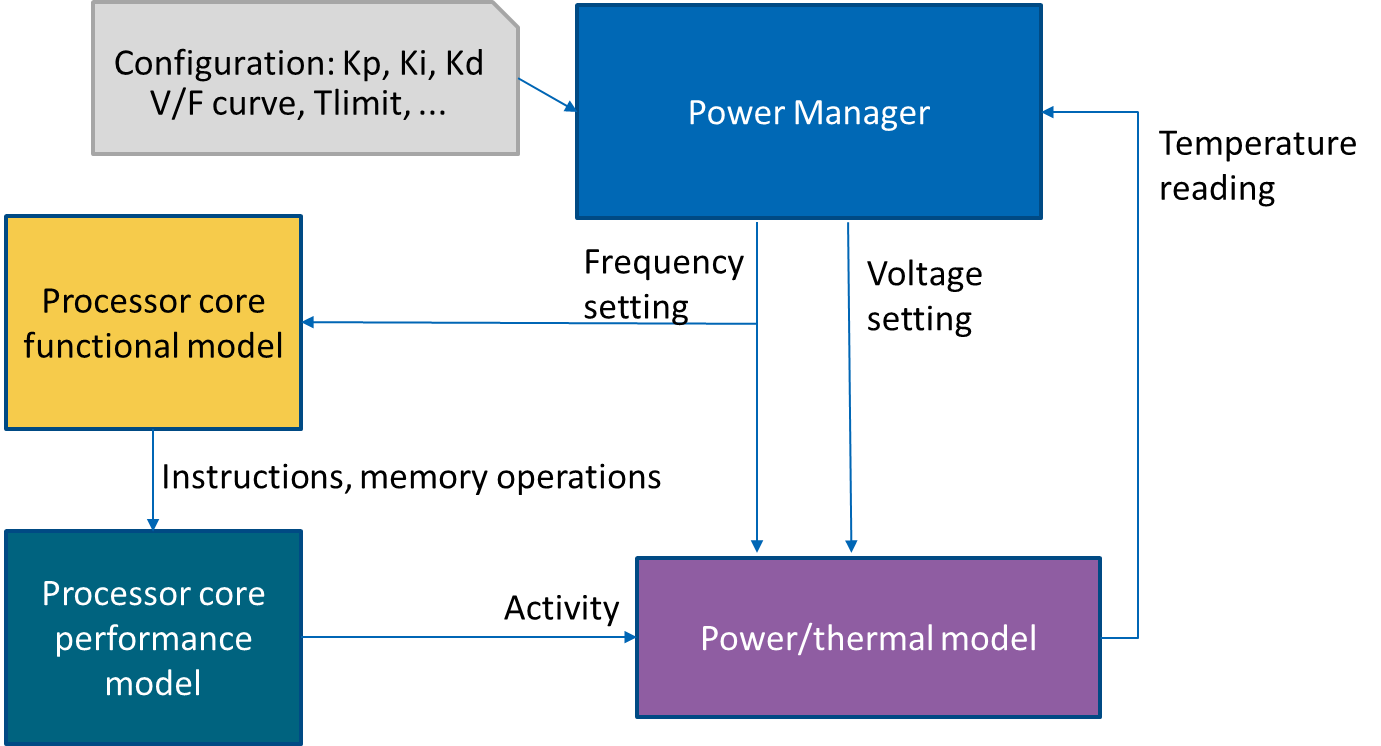 Configuration: Kp, Ki, Kd
V/F curve, Tlimit, ...
Power Manager
Temperature
reading
Frequency
setting
Voltage
setting
Processor core
functional model
Instructions, memory operations
Processor core
performance
model
Activity
Power/thermal model